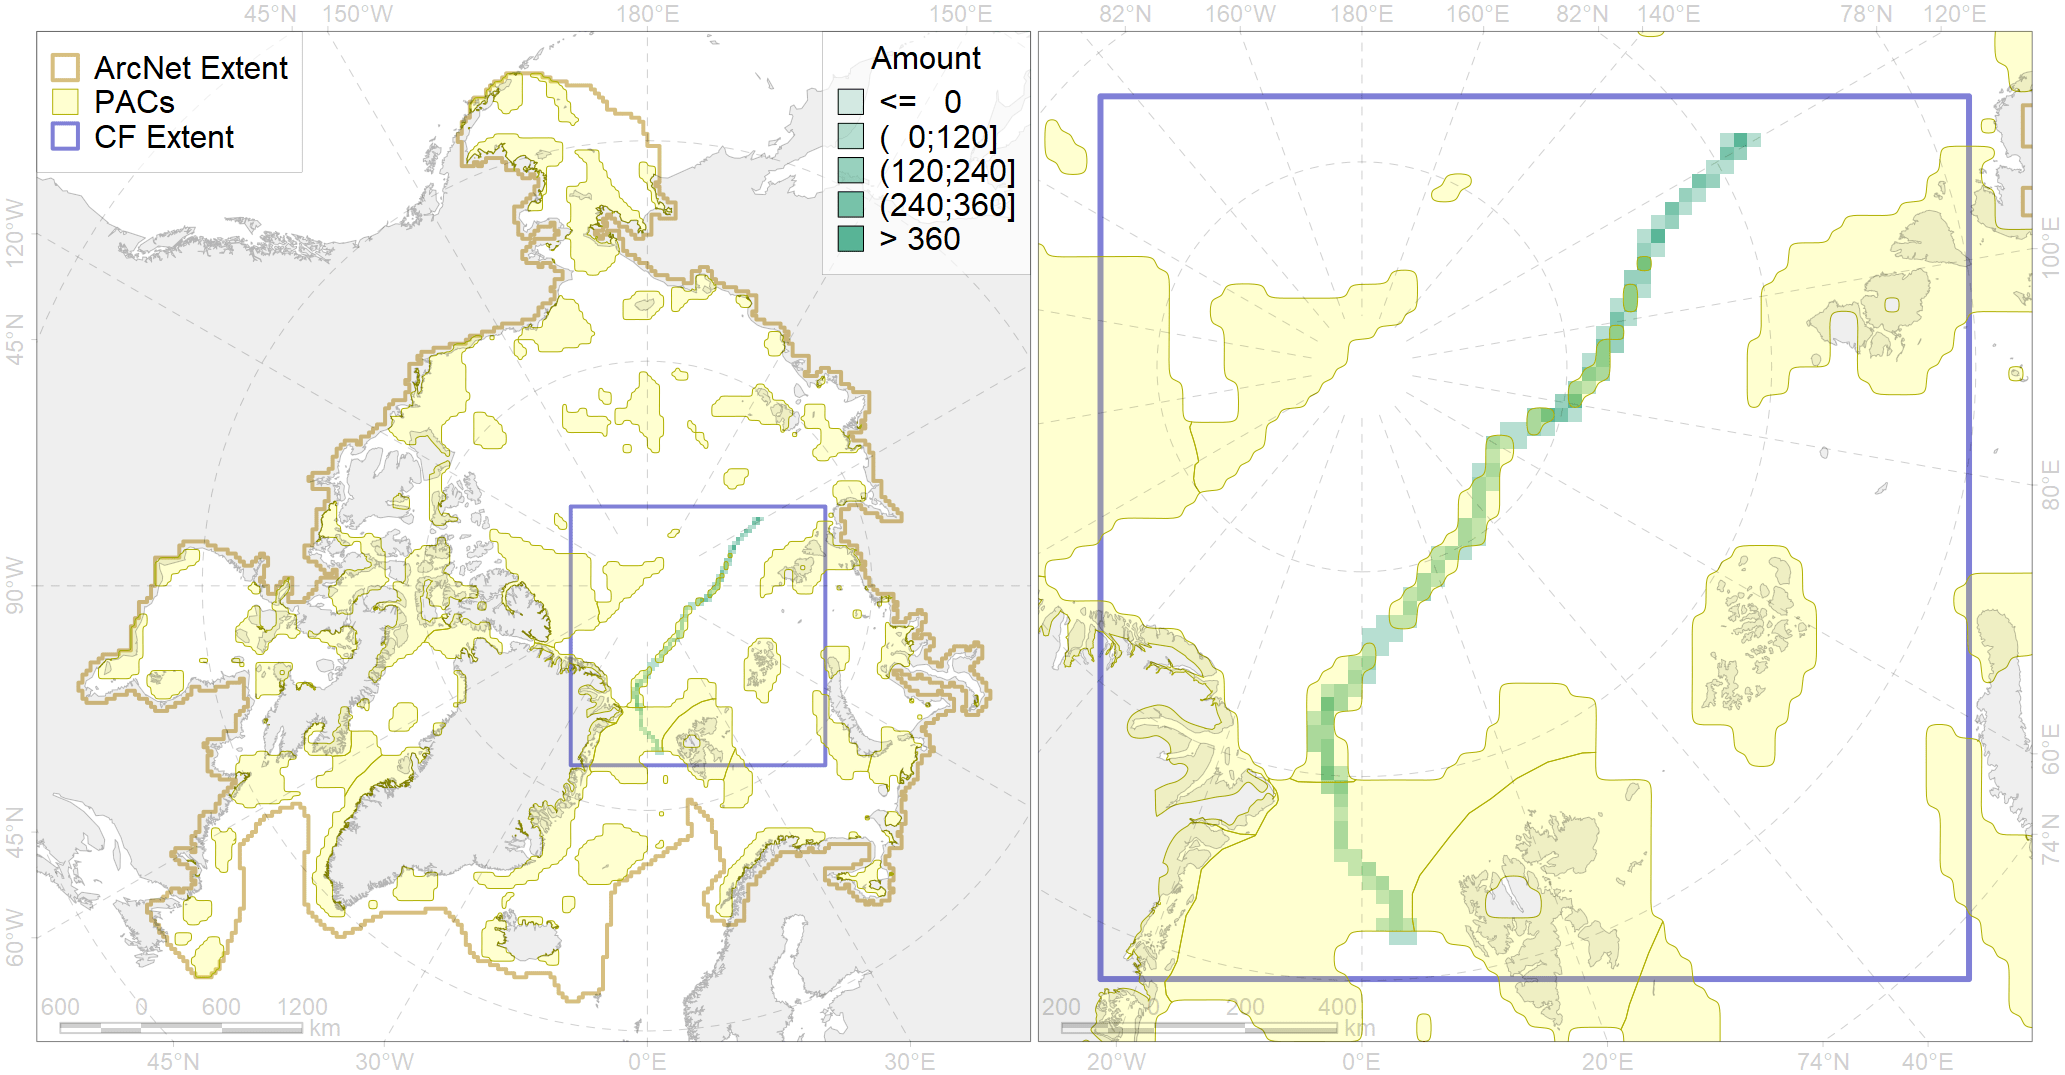 45°N 150°W 180°E 150°E 82°N 160°W 180°E 160°E 82°N 140°E 78°N 120°E
ArcNet Extent
PACs
CF Extent
Amount
<= 0
( 0;120]
(120;240]
(240;360]
> 360
120°W
45°N
90°W
45°N
60°W
100°E
80°E
60°E
74°N
600 0 600 1200
km
200 0 200 400
km
45°N 30°W 0°E 30°E 20°W 0°E 20°E 74°N 40°E